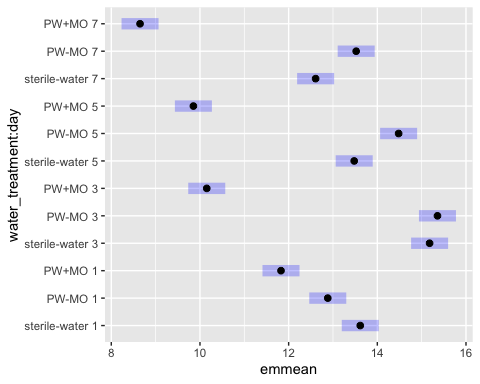 PW+MO 7
PW-MO 7
sterile-water 7
PW+MO 5
PW-MO 5
sterile-water 5
PW+MO 3
PW-MO 3
sterile-water 3
PW+MO 1
PW-MO 1
sterile-water 1
water_treatment:day
8 10 12 14 16
emmean